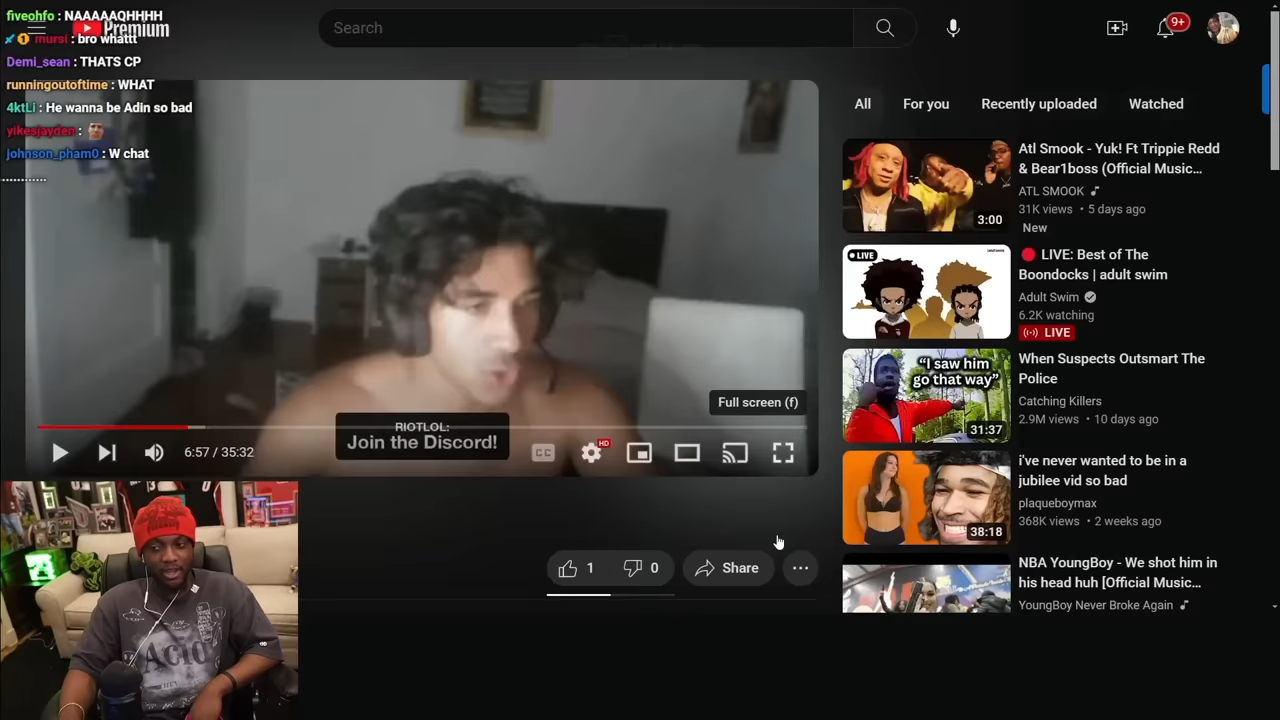 fiveohfo : NAAAAAQHHHH
Premium
mursi : bro whattt
Demi_sean : THATS CP
runningoutoftime : WHAT
4ktLi : He wanna be Adin so bad
yikesjayden :
johnson_pham0 : W chat
............
Search
9+
All
For you
Recently uploaded
Watched
Full screen (f)
RIOTLOL:
Join the Discord!
6:57 / 35:32
CC
HD
1
0
Share
3:00
Atl Smook - Yuk! Ft Trippie Redd
& Bear1boss (Official Music...
ATL SMOOK
31K views • 5 days ago
New
LIVE
LIVE: Best of The
Boondocks | adult swim
Adult Swim
6.2K watching
LIVE
"I saw him
go that way"
31:37
When Suspects Outsmart The
Police
Catching Killers
2.9M views • 10 days ago
38:18
i've never wanted to be in a
jubilee vid so bad
plaqueboymax
368K views • 2 weeks ago
NBA YoungBoy - We shot him in
his head huh [Official Music...
YoungBoy Never Broke Again
Acid